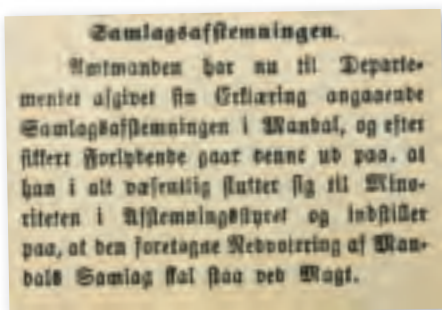 Samlagsafstemningen.
Amtmanden har nu til Departe-
mentet afgivet sin Erklæring angaaende
Samlagsafstemningen i Mandal, og efter
sikkert Forlydende gaar denne ud paa, at
han i alt væsentlig slutter sig til Mino-
riteten i Afstemningsstyret og indstiller
paa, at den foretagne Nedvoterring af Man-
dals Samlag skal staa ved Magt.